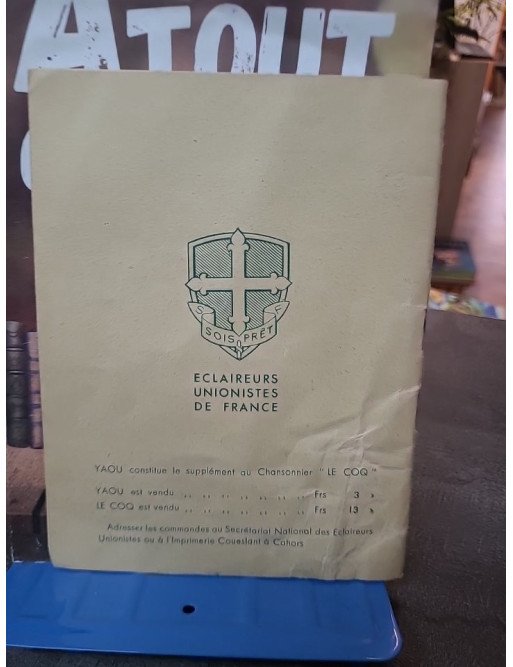 ATOUT
SOIS PRÊT
ECLAIREURS
UNIONISTES
DE FRANCE
YAOU constitue le supplément au Chansonnier "LE COQ"
YAOU est vendu .. .. .. .. .. .. .. Frs 3 »
LE COQ est vendu .. .. .. .. .. .. .. Frs 13 »
Adresser les commandes au Secrétariat National des Eclaireurs
Unionistes ou à l'Imprimerie Coueslant à Cahors